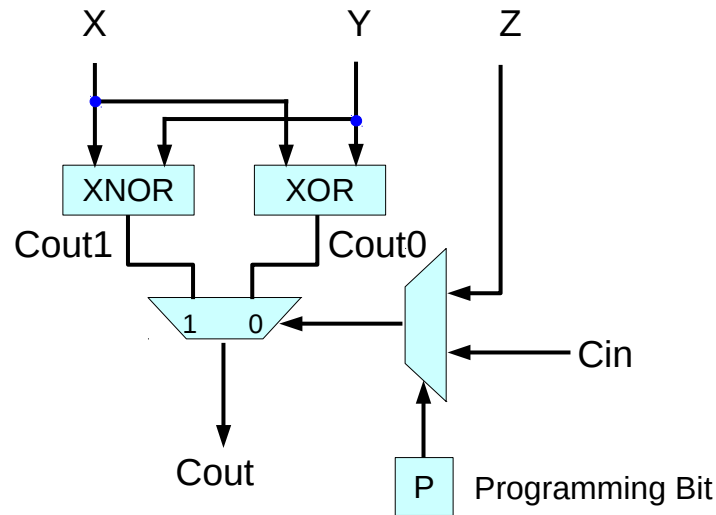 X Y Z
XNOR XOR
Cout1 Cout0
1 0
Cin
Cout
P Programming Bit